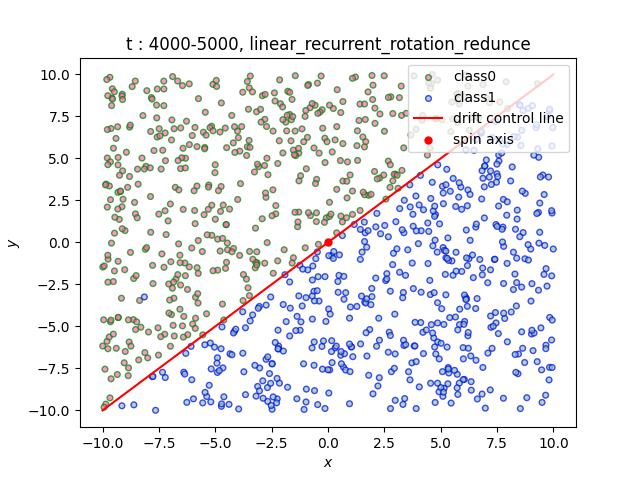 t : 4000-5000, linear_recurrent_rotation_redunce
class0
class1
drift control line
spin axis
10.0
7.5
5.0
2.5
0.0
−2.5
−5.0
−7.5
−10.0
y
−10.0 −7.5 −5.0 −2.5 0.0 2.5 5.0 7.5 10.0
x